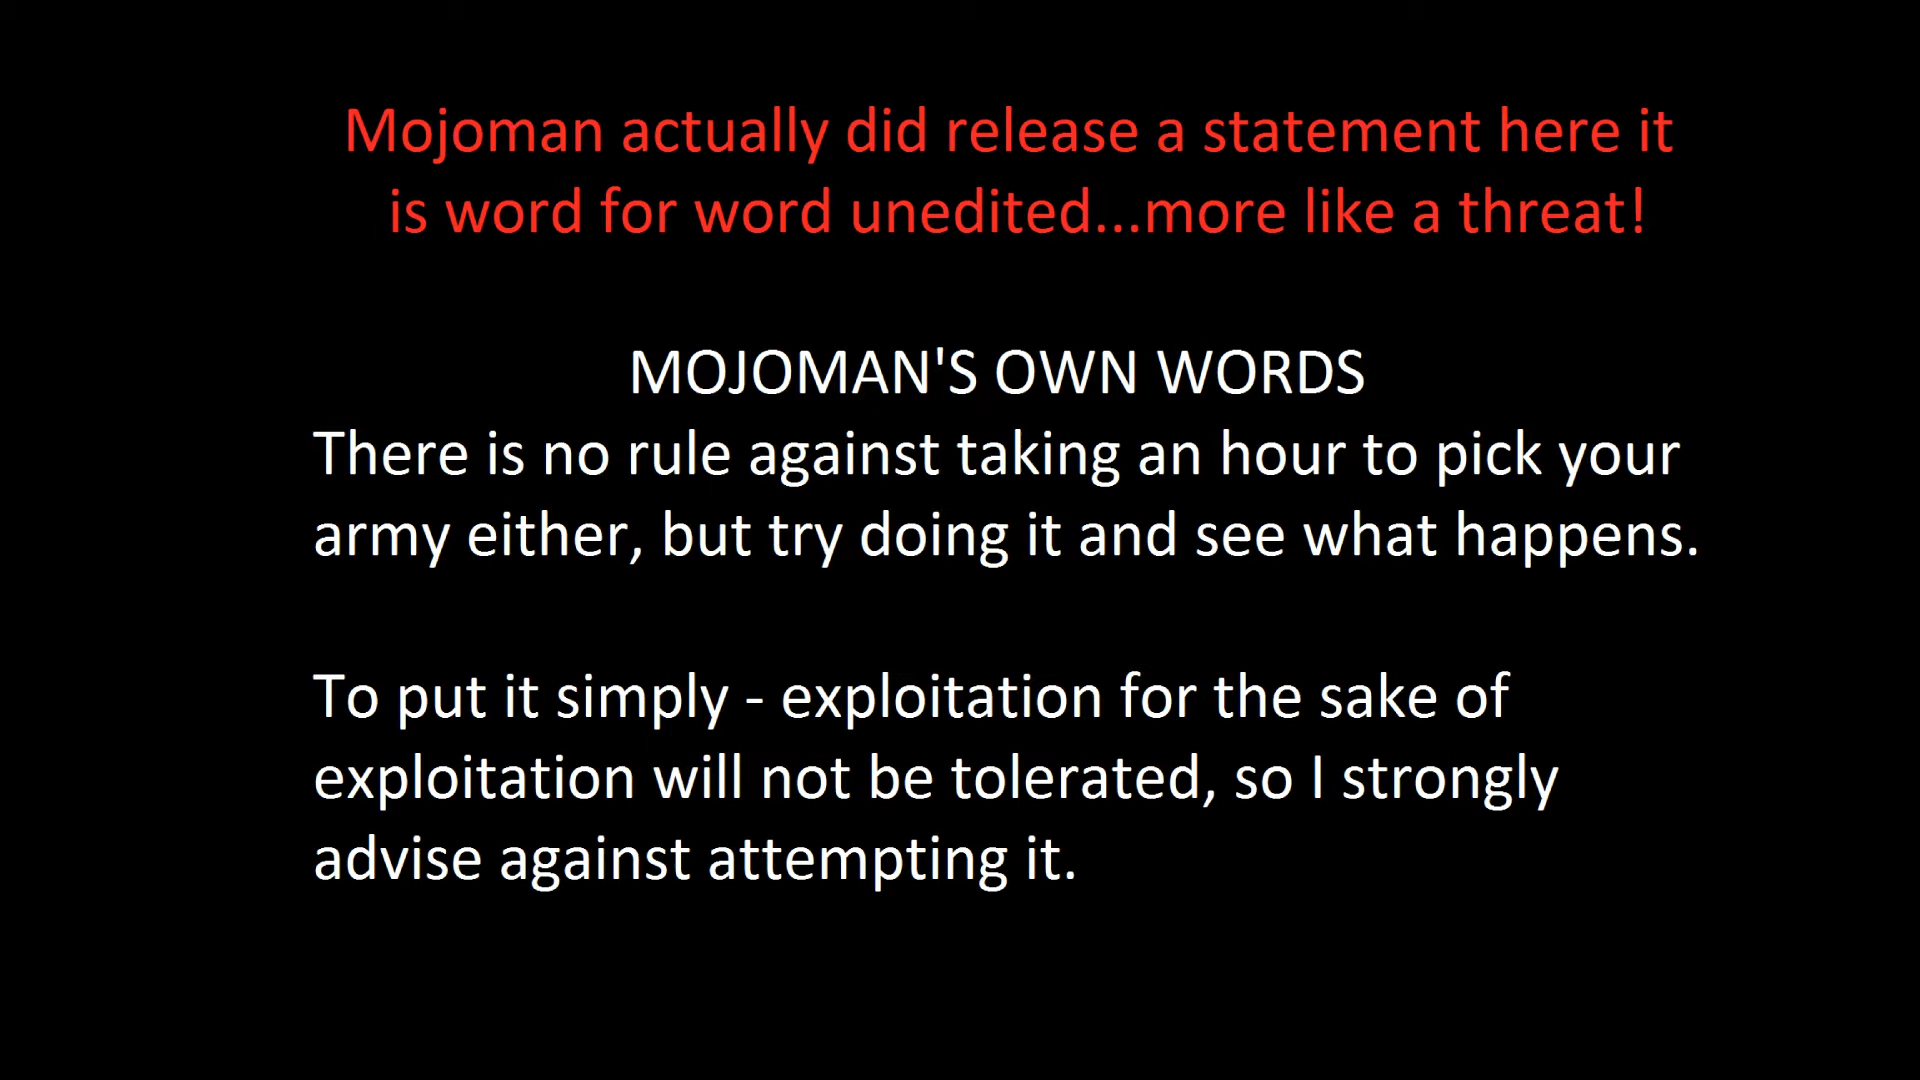 Mojoman actually did release a statement here it
is word for word unedited...more like a threat!
MOJOMAN'S OWN WORDS
There is no rule against taking an hour to pick your
army either, but try doing it and see what happens.
To put it simply - exploitation for the sake of
exploitation will not be tolerated, so I strongly
advise against attempting it.